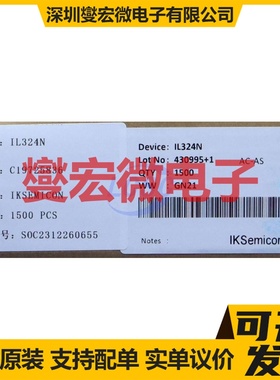 深圳燮宏微电子有限公司
: IL324N
: C19725836
: IKSEMICON
: 1500 PCS
号: SOC2312260655
Device: IL324N
Lot No: 430995+1 AC-AS
QTY : 1500
WW : GN21
Notes :
IKSemicon
燮宏微电子
原装 支持配单 实单议价
可开